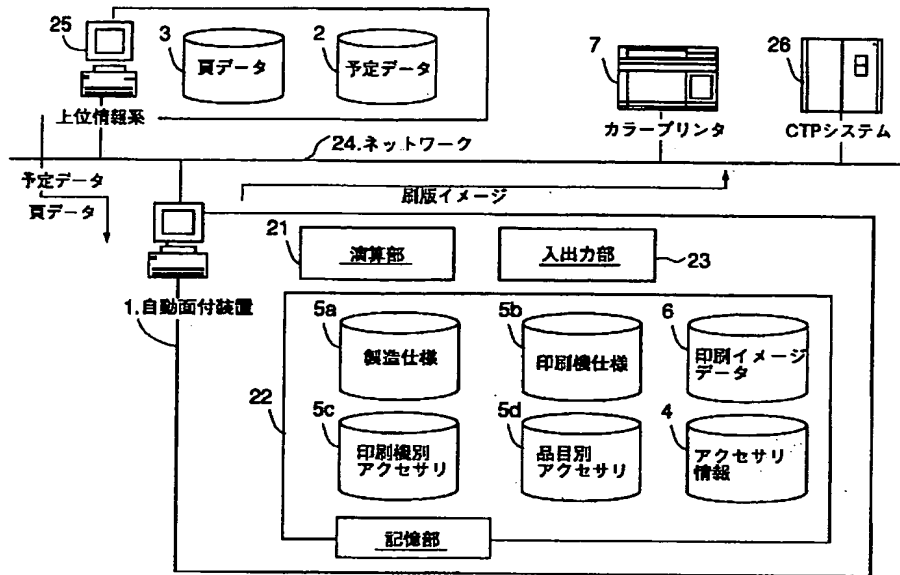 25
3
頁データ
2
予定データ
上位情報系
7
カラープリンタ
26
CTPシステム
24.ネットワーク
予定データ
頁データ
刷版イメージ
1.自動面付装置
21
演算部
入出力部
23
22
5a
製造仕様
5b
印刷機仕様
6
印刷イメージ
データ
5c
印刷機別
アクセサリ
5d
品目別
アクセサリ
4
アクセサリ
情報
記憶部